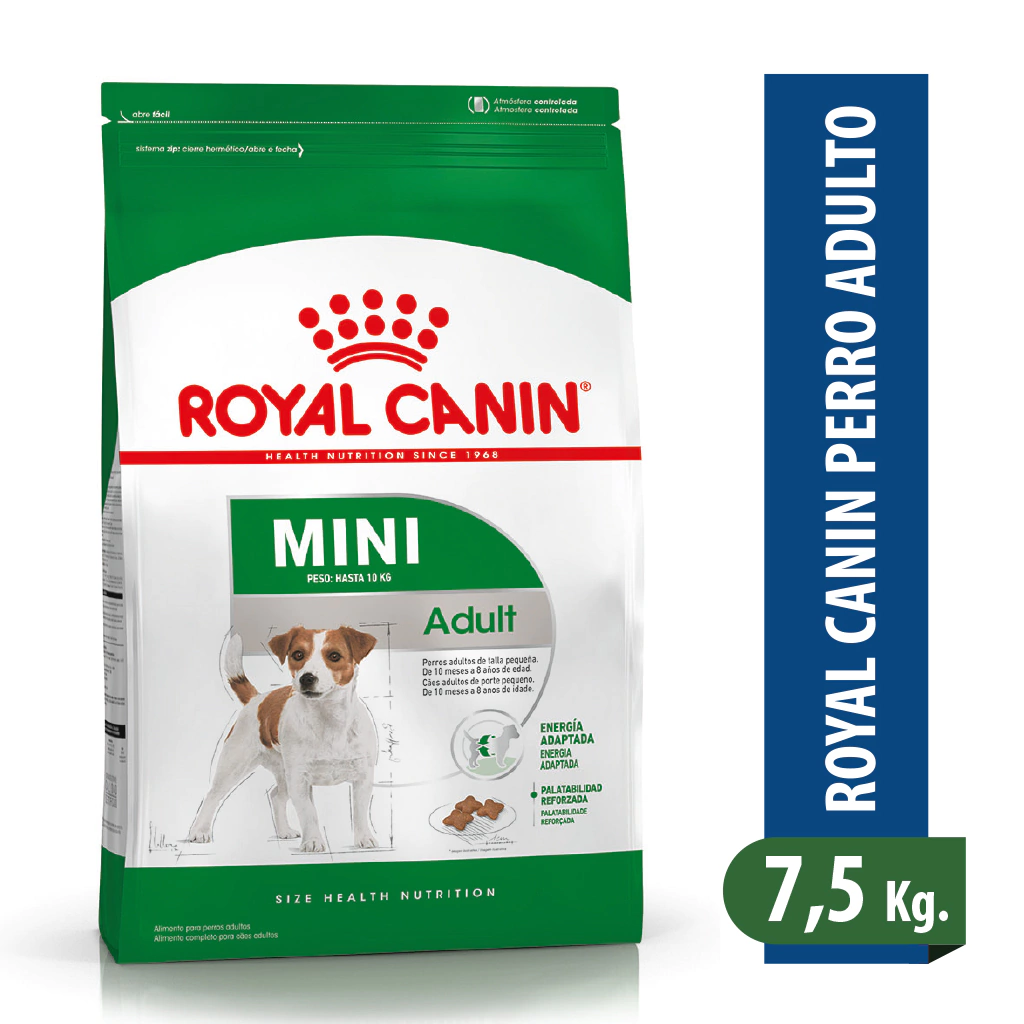 abre fácil
Atmósfera controlada
Atmosfera controlada
sistema zip: cierre hermético/abre e fecha
ROYAL CANIN®
HEALTH NUTRITION SINCE 1968
MINI
PESO: HASTA 10 KG
Adult
Perros adultos de talla pequeña.
De 10 meses a 8 años de edad.
Cães adultos de porte pequeno.
De 10 meses a 8 anos de idade.
ENERGÍA
ADAPTADA
ENERGIA
ADAPTADA
PALATABILIDAD
REFORZADA
PALATABILIDADE
REFORÇADA
SIZE HEALTH NUTRITION
Alimento para perros adultos
Alimento completo para cães adultos
ROYAL CANIN PERRO ADULTO
7,5 Kg.